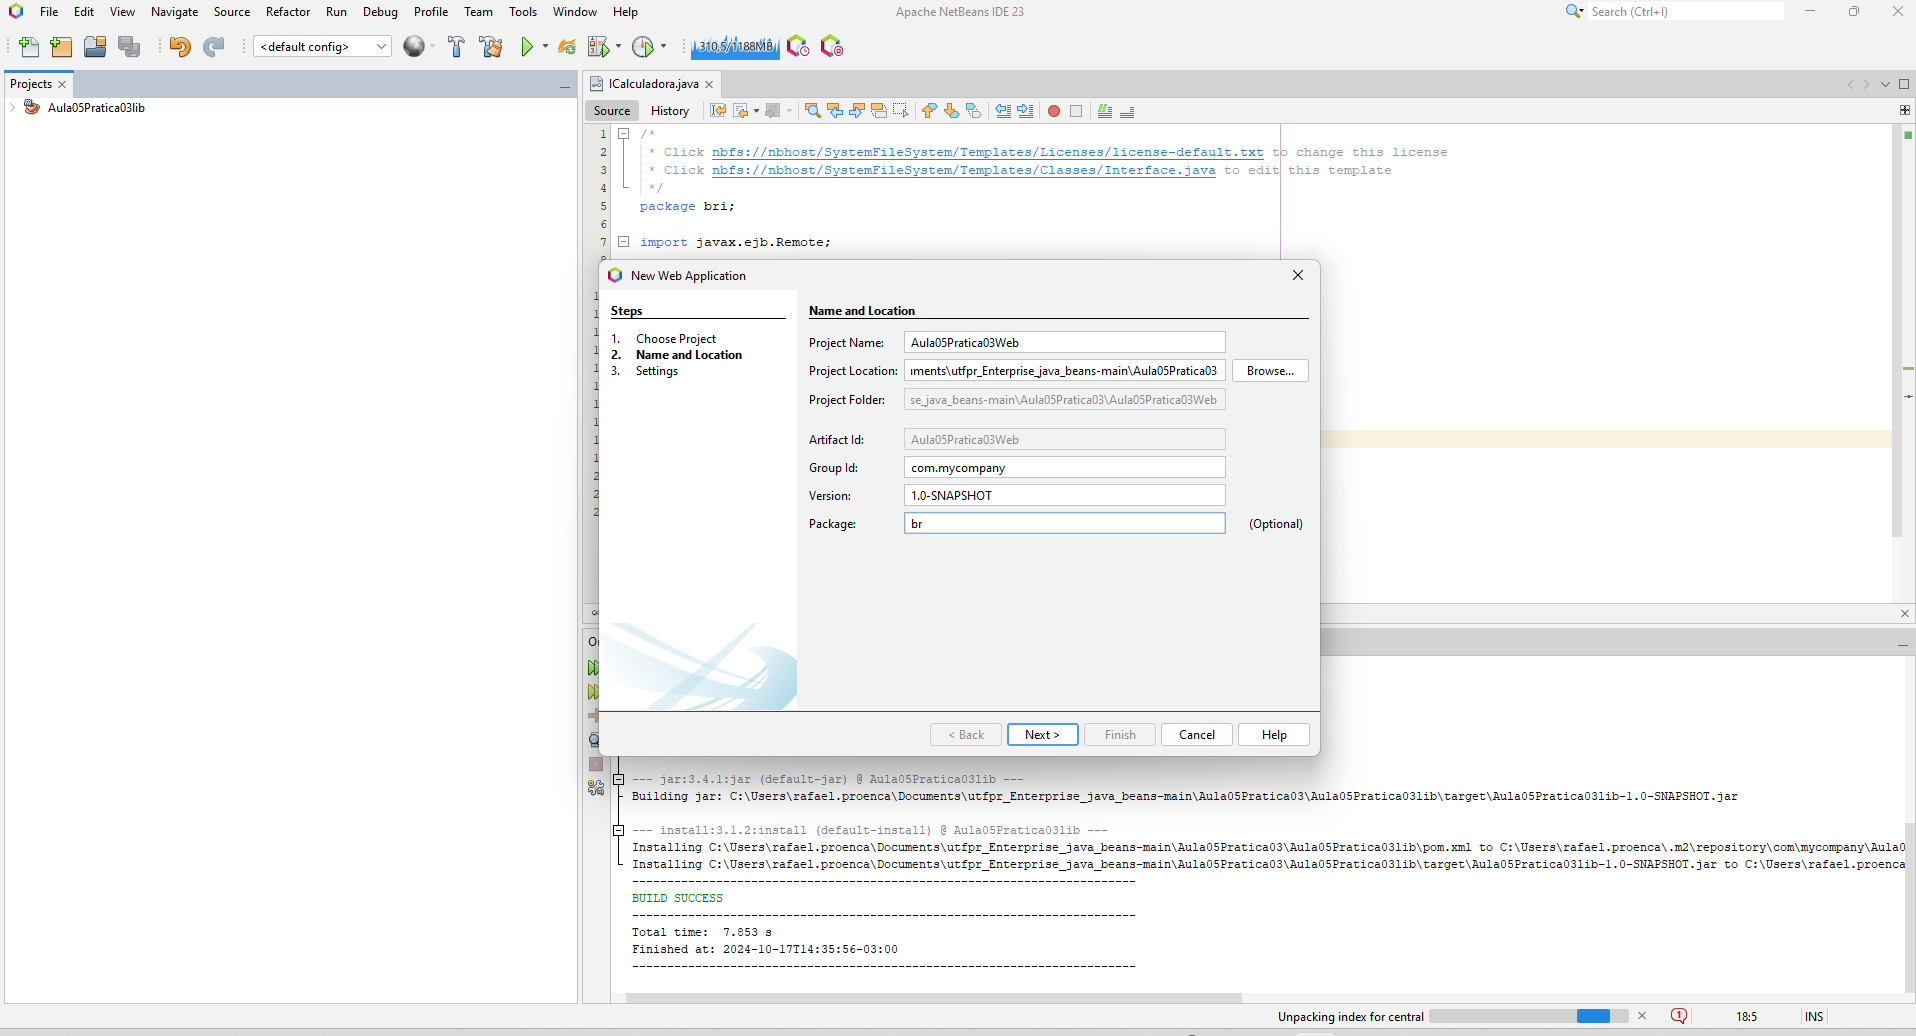 File Edit View Navigate Source Refactor Run Debug Profile Team Tools Window Help
Apache NetBeans IDE 23
Search (Ctrl+I)
<default config>
310,5/1188MB
Projects
Aula05Pratica03lib
ICalculadora.java
Source History
1 /*
2 * Click nbfs://nbhost/SystemFileSystem/Templates/Licenses/license-default.txt to change this license
3 * Click nbfs://nbhost/SystemFileSystem/Templates/Classes/Interface.java to edit this template
4 */
5 package bri;
6
7 import javax.ejb.Remote;
New Web Application
Steps
1. Choose Project
2. Name and Location
3. Settings
Name and Location
Project Name: Aula05Pratica03Web
Project Location: ments\utfpr_Enterprise_java_beans-main\Aula05Pratica03 Browse...
Project Folder: se_java_beans-main\Aula05Pratica03\Aula05Pratica03Web
Artifact Id: Aula05Pratica03Web
Group Id: com.mycompany
Version: 1.0-SNAPSHOT
Package: br (Optional)
< Back Next > Finish Cancel Help
--- jar:3.4.1:jar (default-jar) @ Aula05Pratica03lib ---
Building jar: C:\Users\rafael.proenca\Documents\utfpr_Enterprise_java_beans-main\Aula05Pratica03\Aula05Pratica03lib\target\Aula05Pratica03lib-1.0-SNAPSHOT.jar
--- install:3.1.2:install (default-install) @ Aula05Pratica03lib ---
Installing C:\Users\rafael.proenca\Documents\utfpr_Enterprise_java_beans-main\Aula05Pratica03\Aula05Pratica03lib\pom.xml to C:\Users\rafael.proenca\.m2\repository\com\mycompany\Aula0
Installing C:\Users\rafael.proenca\Documents\utfpr_Enterprise_java_beans-main\Aula05Pratica03\Aula05Pratica03lib\target\Aula05Pratica03lib-1.0-SNAPSHOT.jar to C:\Users\rafael.proenca
------------------------------------------------------------------------
BUILD SUCCESS
------------------------------------------------------------------------
Total time: 7.853 s
Finished at: 2024-10-17T14:35:56-03:00
------------------------------------------------------------------------
Unpacking index for central
1
18:5
INS